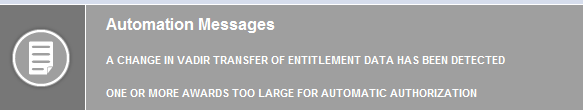 Automation Messages
A CHANGE IN VADIR TRANSFER OF ENTITLEMENT DATA HAS BEEN DETECTED
ONE OR MORE AWARDS TOO LARGE FOR AUTOMATIC AUTHORIZATION